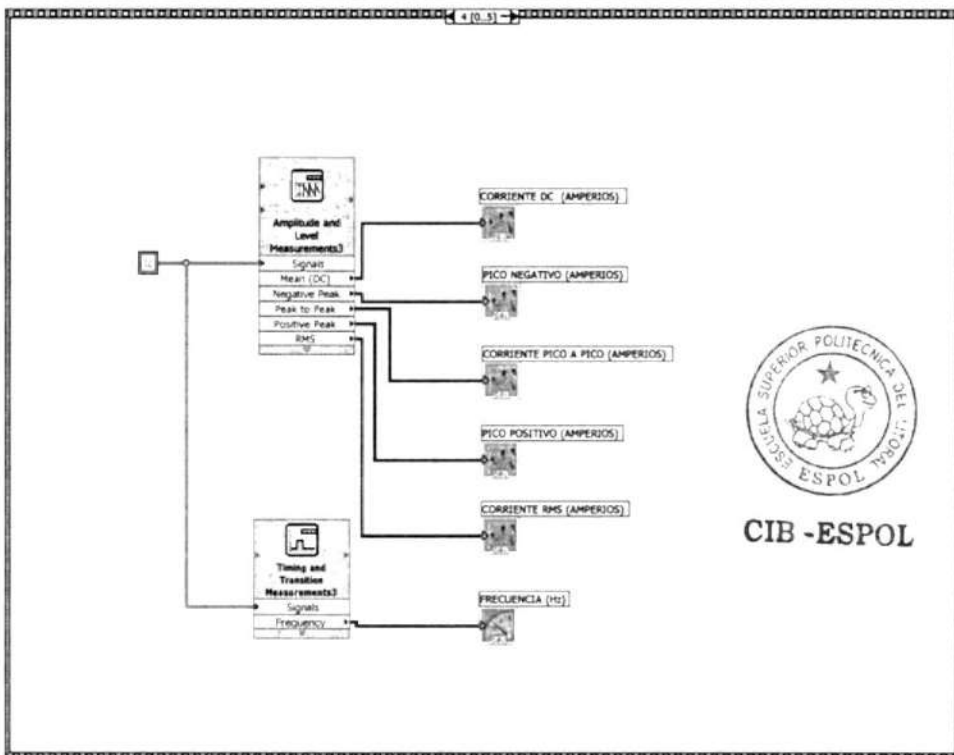 4 [0..5]
Amplitude and
Level
Measurements3
Signals
Mean (DC)
Negative Peak
Peak to Peak
Positive Peak
RMS
CORRIENTE DC (AMPERIOS)
PICO NEGATIVO (AMPERIOS)
CORRIENTE PICO A PICO (AMPERIOS)
PICO POSITIVO (AMPERIOS)
CORRIENTE RMS (AMPERIOS)
Timing and
Transition
Measurements3
Signals
Frequency
FRECUENCIA (Hz)
ESCUELA SUPERIOR POLITECNICA DEL LITORAL
ESPOL
CIB -ESPOL